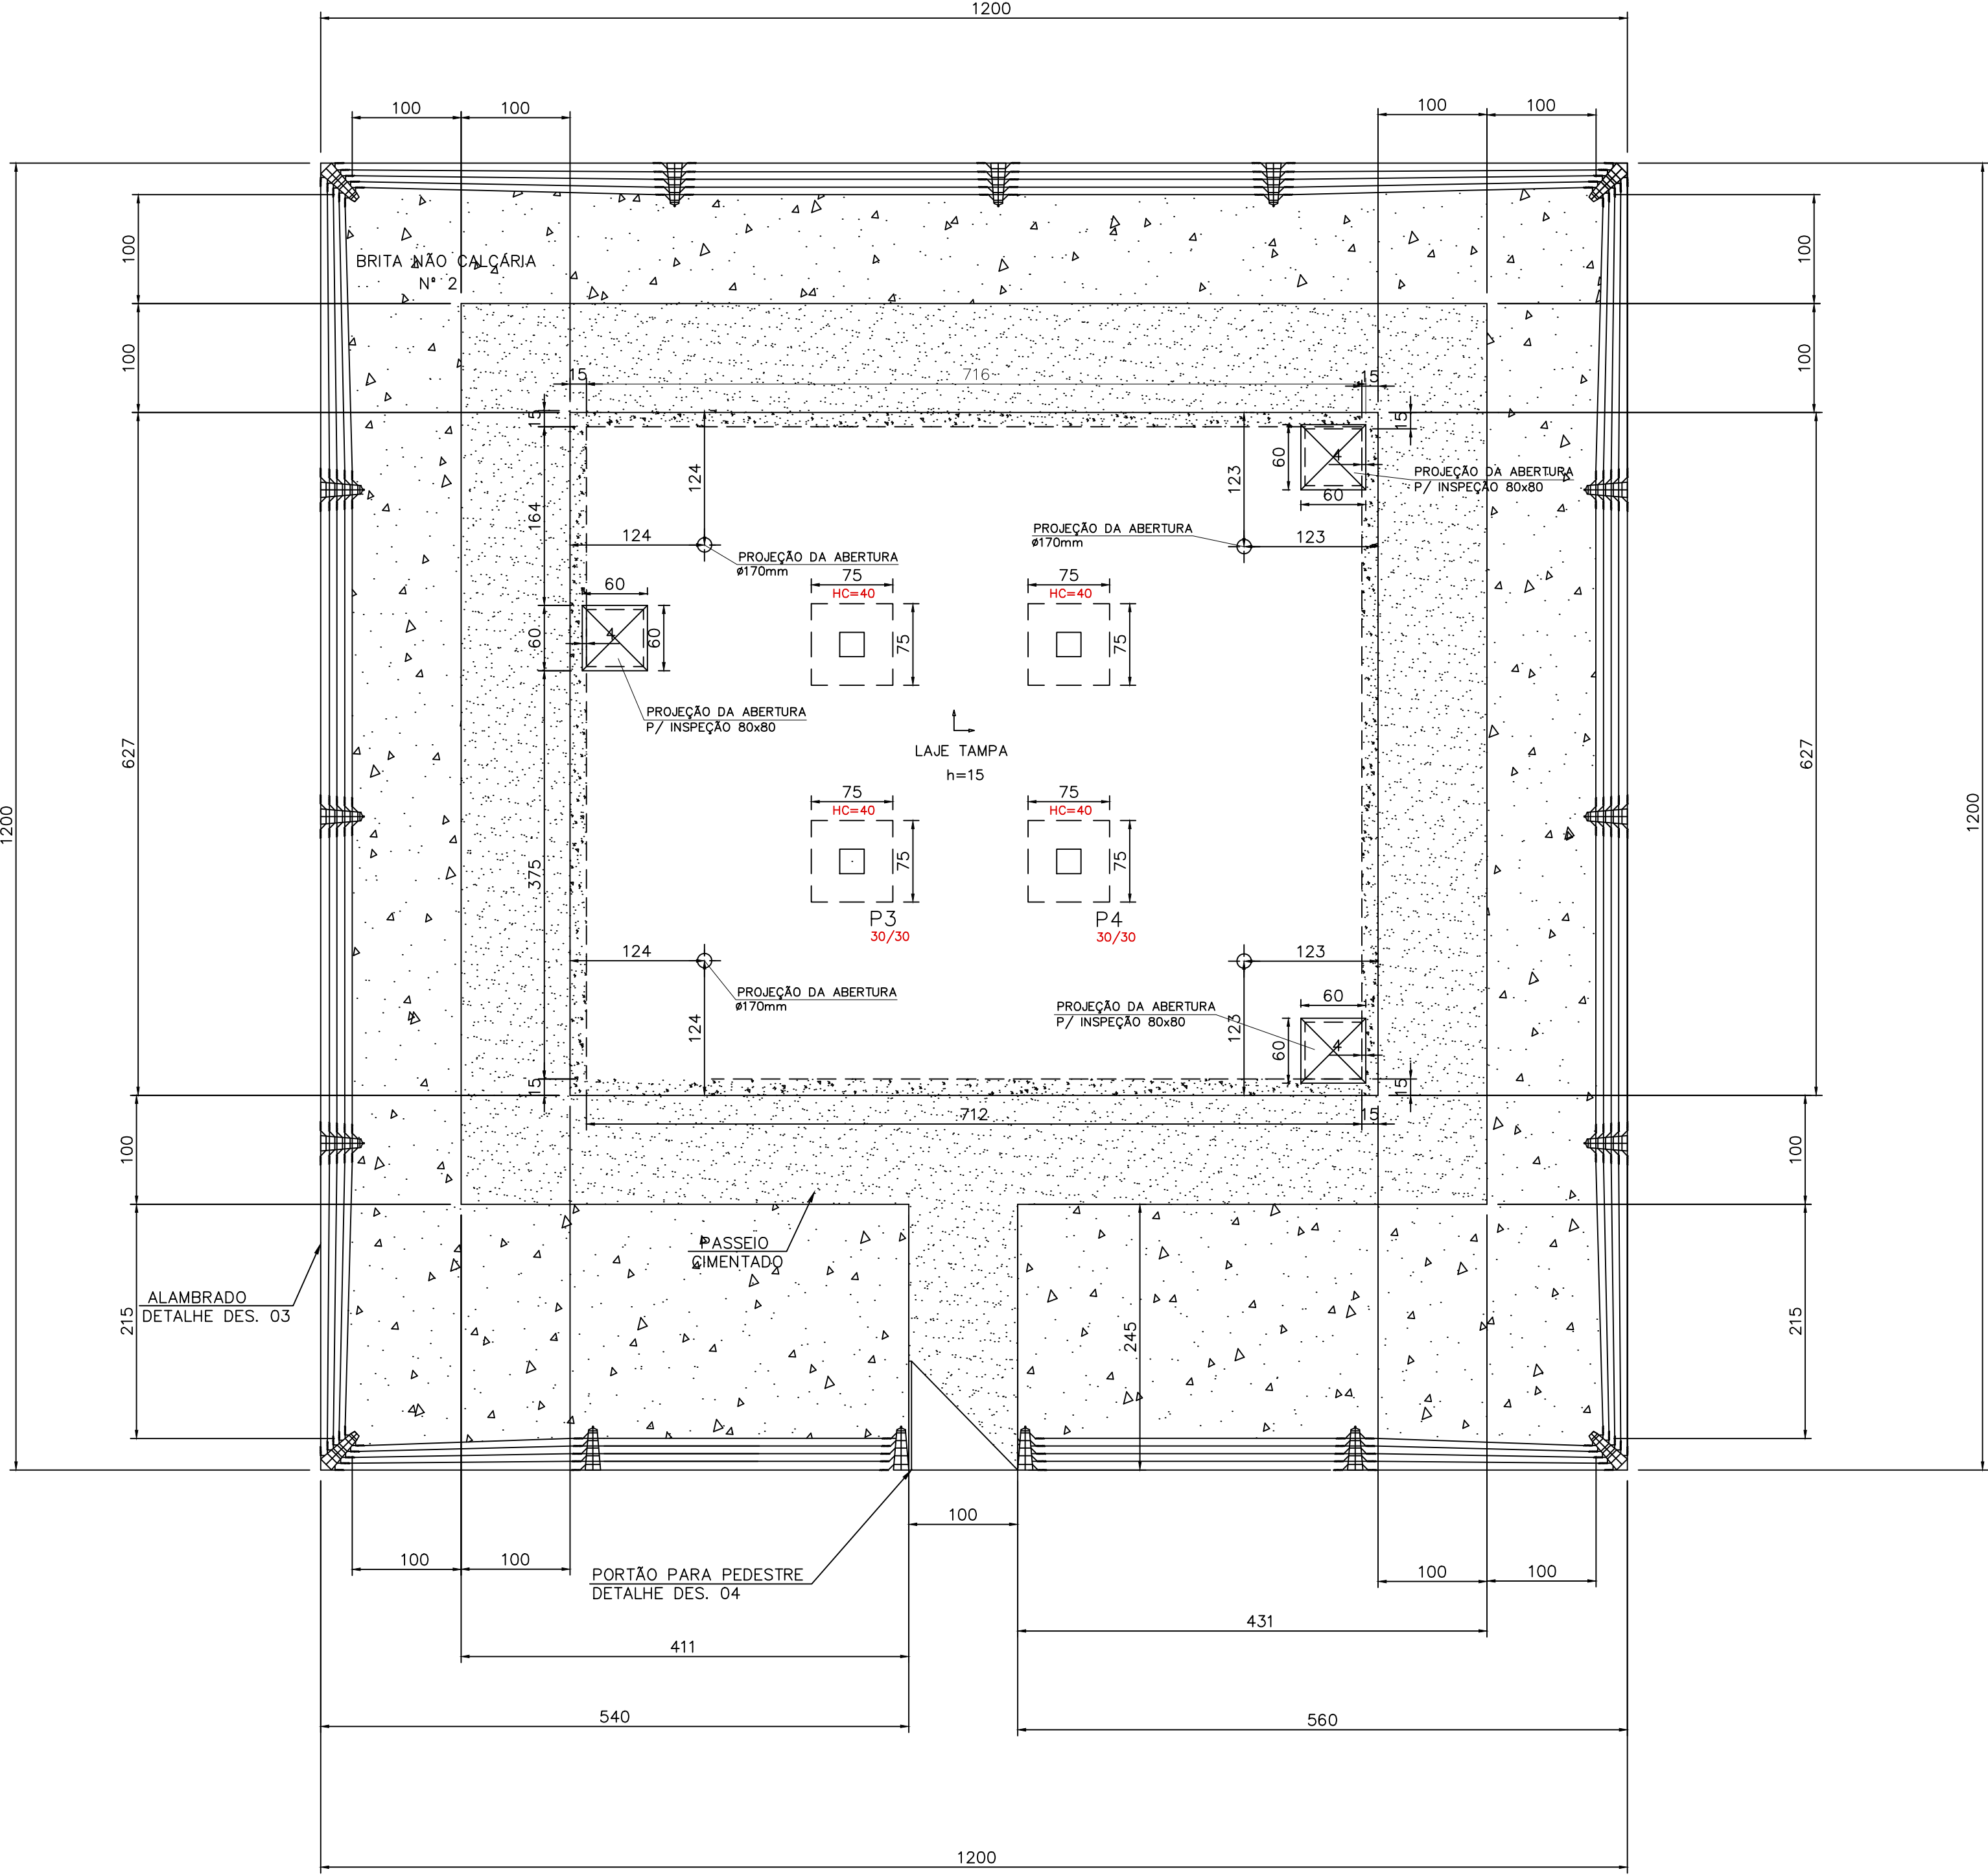 1200
100
100
100
100
100
100
BRITA NÃO CALÇÁRIA
N° 2
100
100
15
716
15
15
15
124
123
60
4
PROJEÇÃO DA ABERTURA
P/ INSPEÇÃO 80x80
60
164
PROJEÇÃO DA ABERTURA
ø170mm
124
123
PROJEÇÃO DA ABERTURA
ø170mm
75
HC=40
75
HC=40
60
60
4
60
75
75
PROJEÇÃO DA ABERTURA
P/ INSPEÇÃO 80x80
LAJE TAMPA
h=15
627
627
1200
1200
75
HC=40
75
HC=40
375
75
75
P3
30/30
P4
30/30
124
123
PROJEÇÃO DA ABERTURA
ø170mm
60
PROJEÇÃO DA ABERTURA
P/ INSPEÇÃO 80x80
124
123
60
4
15
15
712
15
100
100
PASSEIO
CIMENTADO
ALAMBRADO
DETALHE DES. 03
215
245
215
100
100
100
PORTÃO PARA PEDESTRE
DETALHE DES. 04
100
100
431
411
540
560
1200